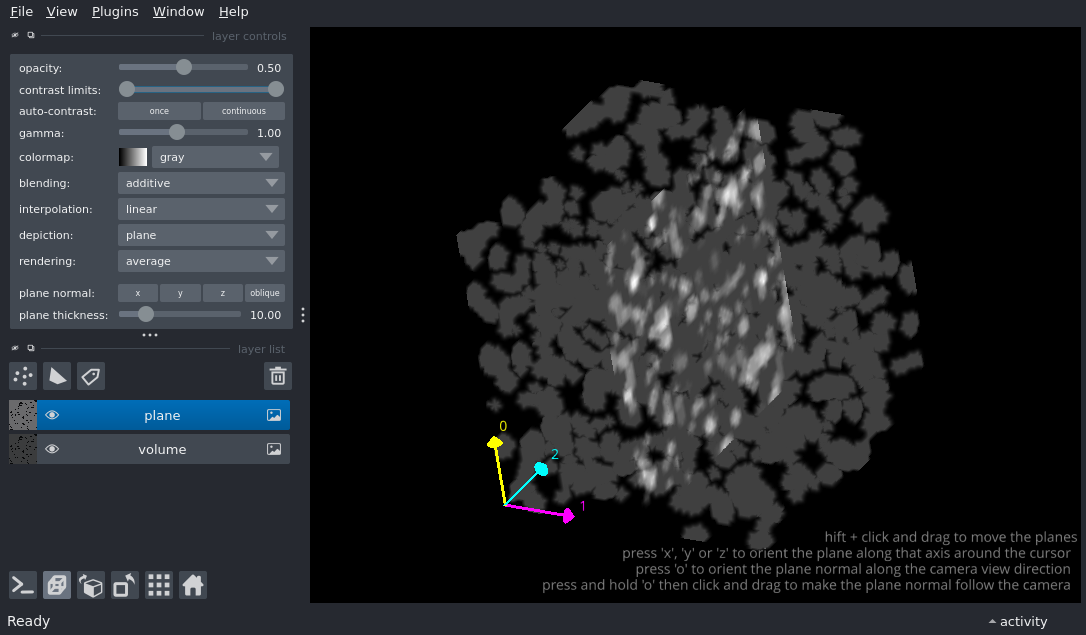 File View Plugins Window Help
layer controls
opacity: 0.50
contrast limits:
auto-contrast: once continuous
gamma: 1.00
colormap: gray
blending: additive
interpolation: linear
depiction: plane
rendering: average
plane normal: x y z oblique
plane thickness: 10.00
layer list
plane
volume
0
2
1
hift + click and drag to move the planes
press 'x', 'y' or 'z' to orient the plane along that axis around the cursor
press 'o' to orient the plane normal along the camera view direction
press and hold 'o' then click and drag to make the plane normal follow the camera
Ready
activity